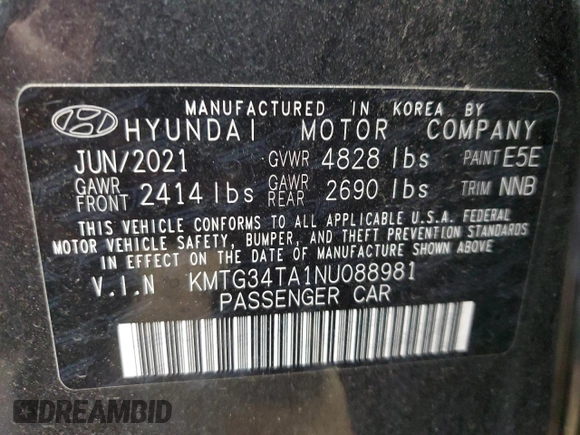 MANUFACTURED IN KOREA BY
HYUNDAI MOTOR COMPANY
JUN/2021 GVWR 4828 lbs PAINT E5E
GAWR FRONT 2414 lbs GAWR REAR 2690 lbs TRIM NNB
THIS VEHICLE CONFORMS TO ALL APPLICABLE U.S.A. FEDERAL
MOTOR VEHICLE SAFETY, BUMPER, AND THEFT PREVENTION STANDARDS
IN EFFECT ON THE DATE OF MANUFACTURE SHOWN ABOVE.
V.I.N KMTG34TA1NU088981
PASSENGER CAR
DREAMBID